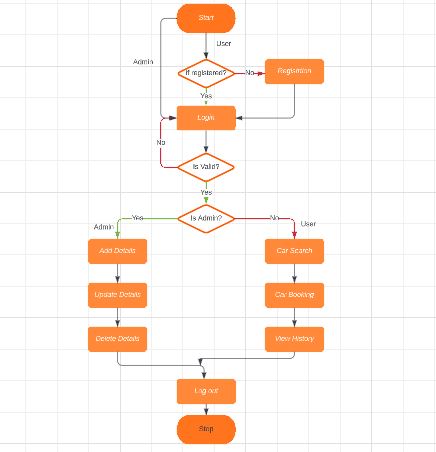 Start
User
Admin
If registered?
No
Registrtion
Yes
Login
No
Is Valid?
Yes
Is Admin?
Yes
No
Admin
User
Add Details
Car Search
Update Details
Car Booking
Delete Details
View History
Log out
Stop